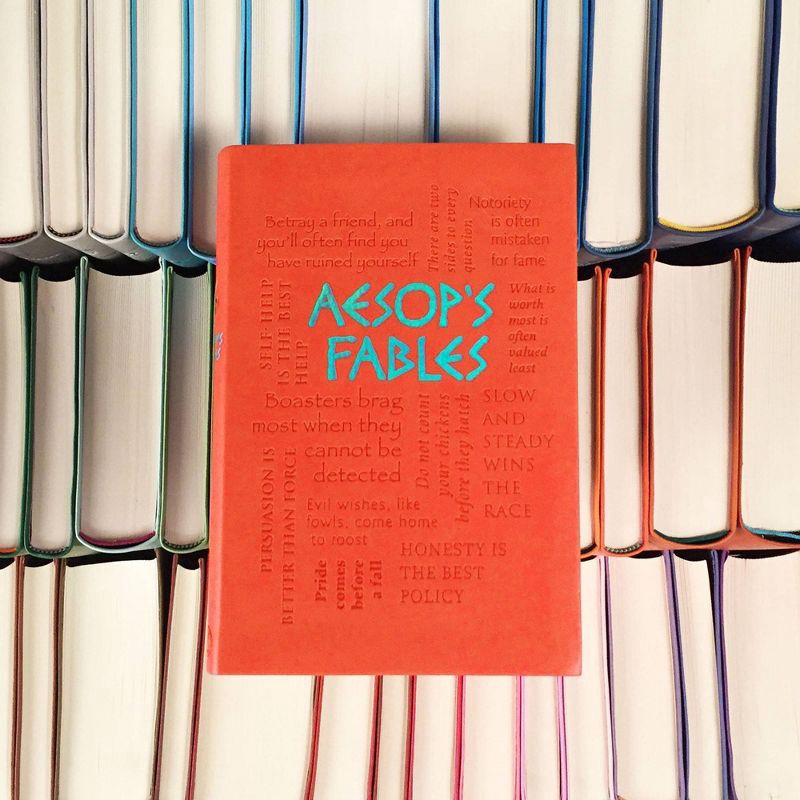 Betray a friend, and
you'll often find you
have ruined yourself
There are two
sides to every
question
Notoriety
is often
mistaken
for fame
SELF-HELP
IS THE BEST
HELP
AESOP'S
FABLES
What is
worth
most is
often
valued
least
Boasters brag
most when they
cannot be
detected
Do not count
your chickens
before they hatch
SLOW
AND
STEADY
WINS
THE
RACE
PERSUASION IS
BETTER THAN FORCE
Evil wishes, like
fowls, come home
to roost
Pride
comes
before
a fall
HONESTY IS
THE BEST
POLICY